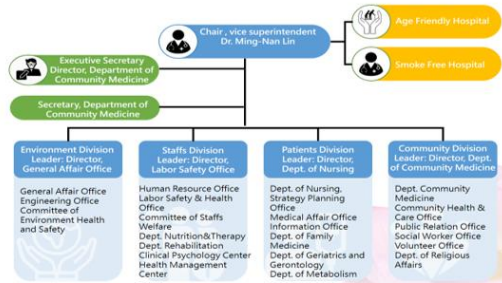 Chair , vice superintendent
Dr. Ming-Nan Lin
Age Friendly Hospital
Smoke Free Hospital
Executive Secretary
Director, Department of
Community Medicine
Secretary, Department of
Community Medicine
Environment Division
Leader: Director,
General Affair Office
General Affair Office
Engineering Office
Committee of
Environment Health
and Safety
Staffs Division
Leader: Director,
Labor Safety Office
Human Resource Office
Labor Safety & Health
Office
Committee of Staffs
Welfare
Dept. Nutrition&Therapy
Dept. Rehabilitation
Clinical Psychology Center
Health Management
Center
Patients Division
Leader: Director,
Dept. of Nursing
Dept. of Nursing,
Strategy Planning
Office
Medical Affair Office
Information Office
Dept. of Family
Medicine
Dept. of Geriatrics and
Gerontology
Dept. of Metabolism
Community Division
Leader: Director, Dept.
of Community Medicine
Dept. Community
Medicine
Community Health &
Care Office
Public Relation Office
Social Worker Office
Volunteer Office
Dept. of Religious
Affairs